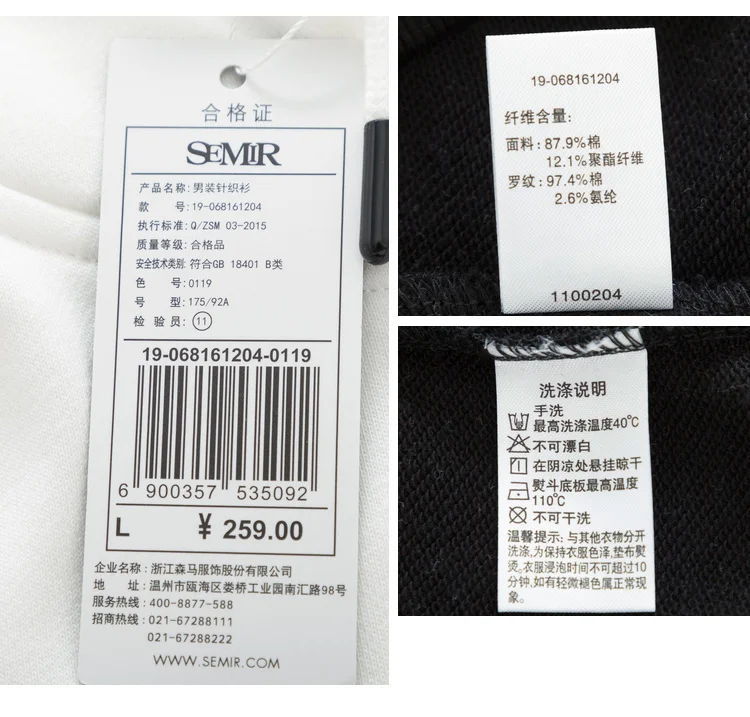 合格证
SEMIR
产品名称:男装针织衫
款 号:19-068161204
执行标准:Q/ZSM 03-2015
质量等级:合格品
安全技术类别:符合GB 18401 B类
色 号:0119
号 型:175/92A
检 验 员:⑪
19-068161204-0119
6 900357 535092
L ¥ 259.00
企业名称:浙江森马服饰股份有限公司
地 址:温州市瓯海区娄桥工业园南汇路98号
服务热线:400-8877-588
招商热线:021-67288111
021-67288222
WWW.SEMIR.COM
19-068161204
纤维含量:
面料:87.9%棉
12.1%聚酯纤维
罗纹:97.4%棉
2.6%氨纶
1100204
洗涤说明
手洗
最高洗涤温度40℃
不可漂白
在阴凉处悬挂晾干
熨斗底板最高温度
110℃
不可干洗
温馨提示:与其他衣物分开
洗涤,为保持衣服色泽,垫布熨
烫。衣服浸泡时间不可超过10
分钟,如有轻微褪色属正常现
象。